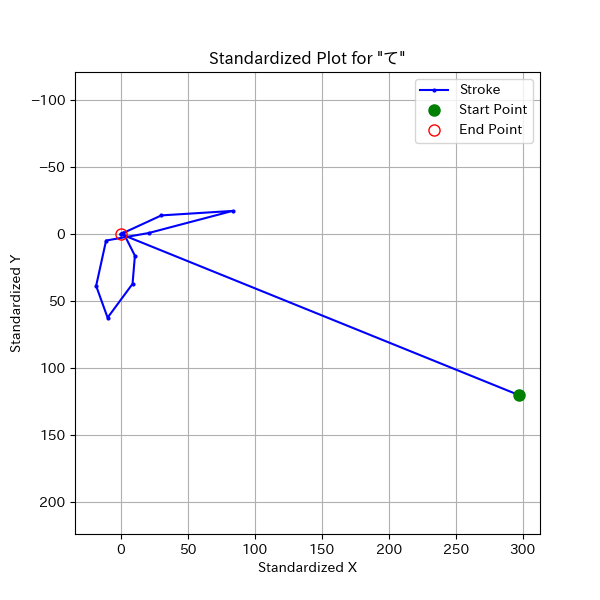 Standardized Plot for "て"
Stroke
Start Point
End Point
−100
−50
0
50
100
150
200
Standardized Y
0 50 100 150 200 250 300
Standardized X